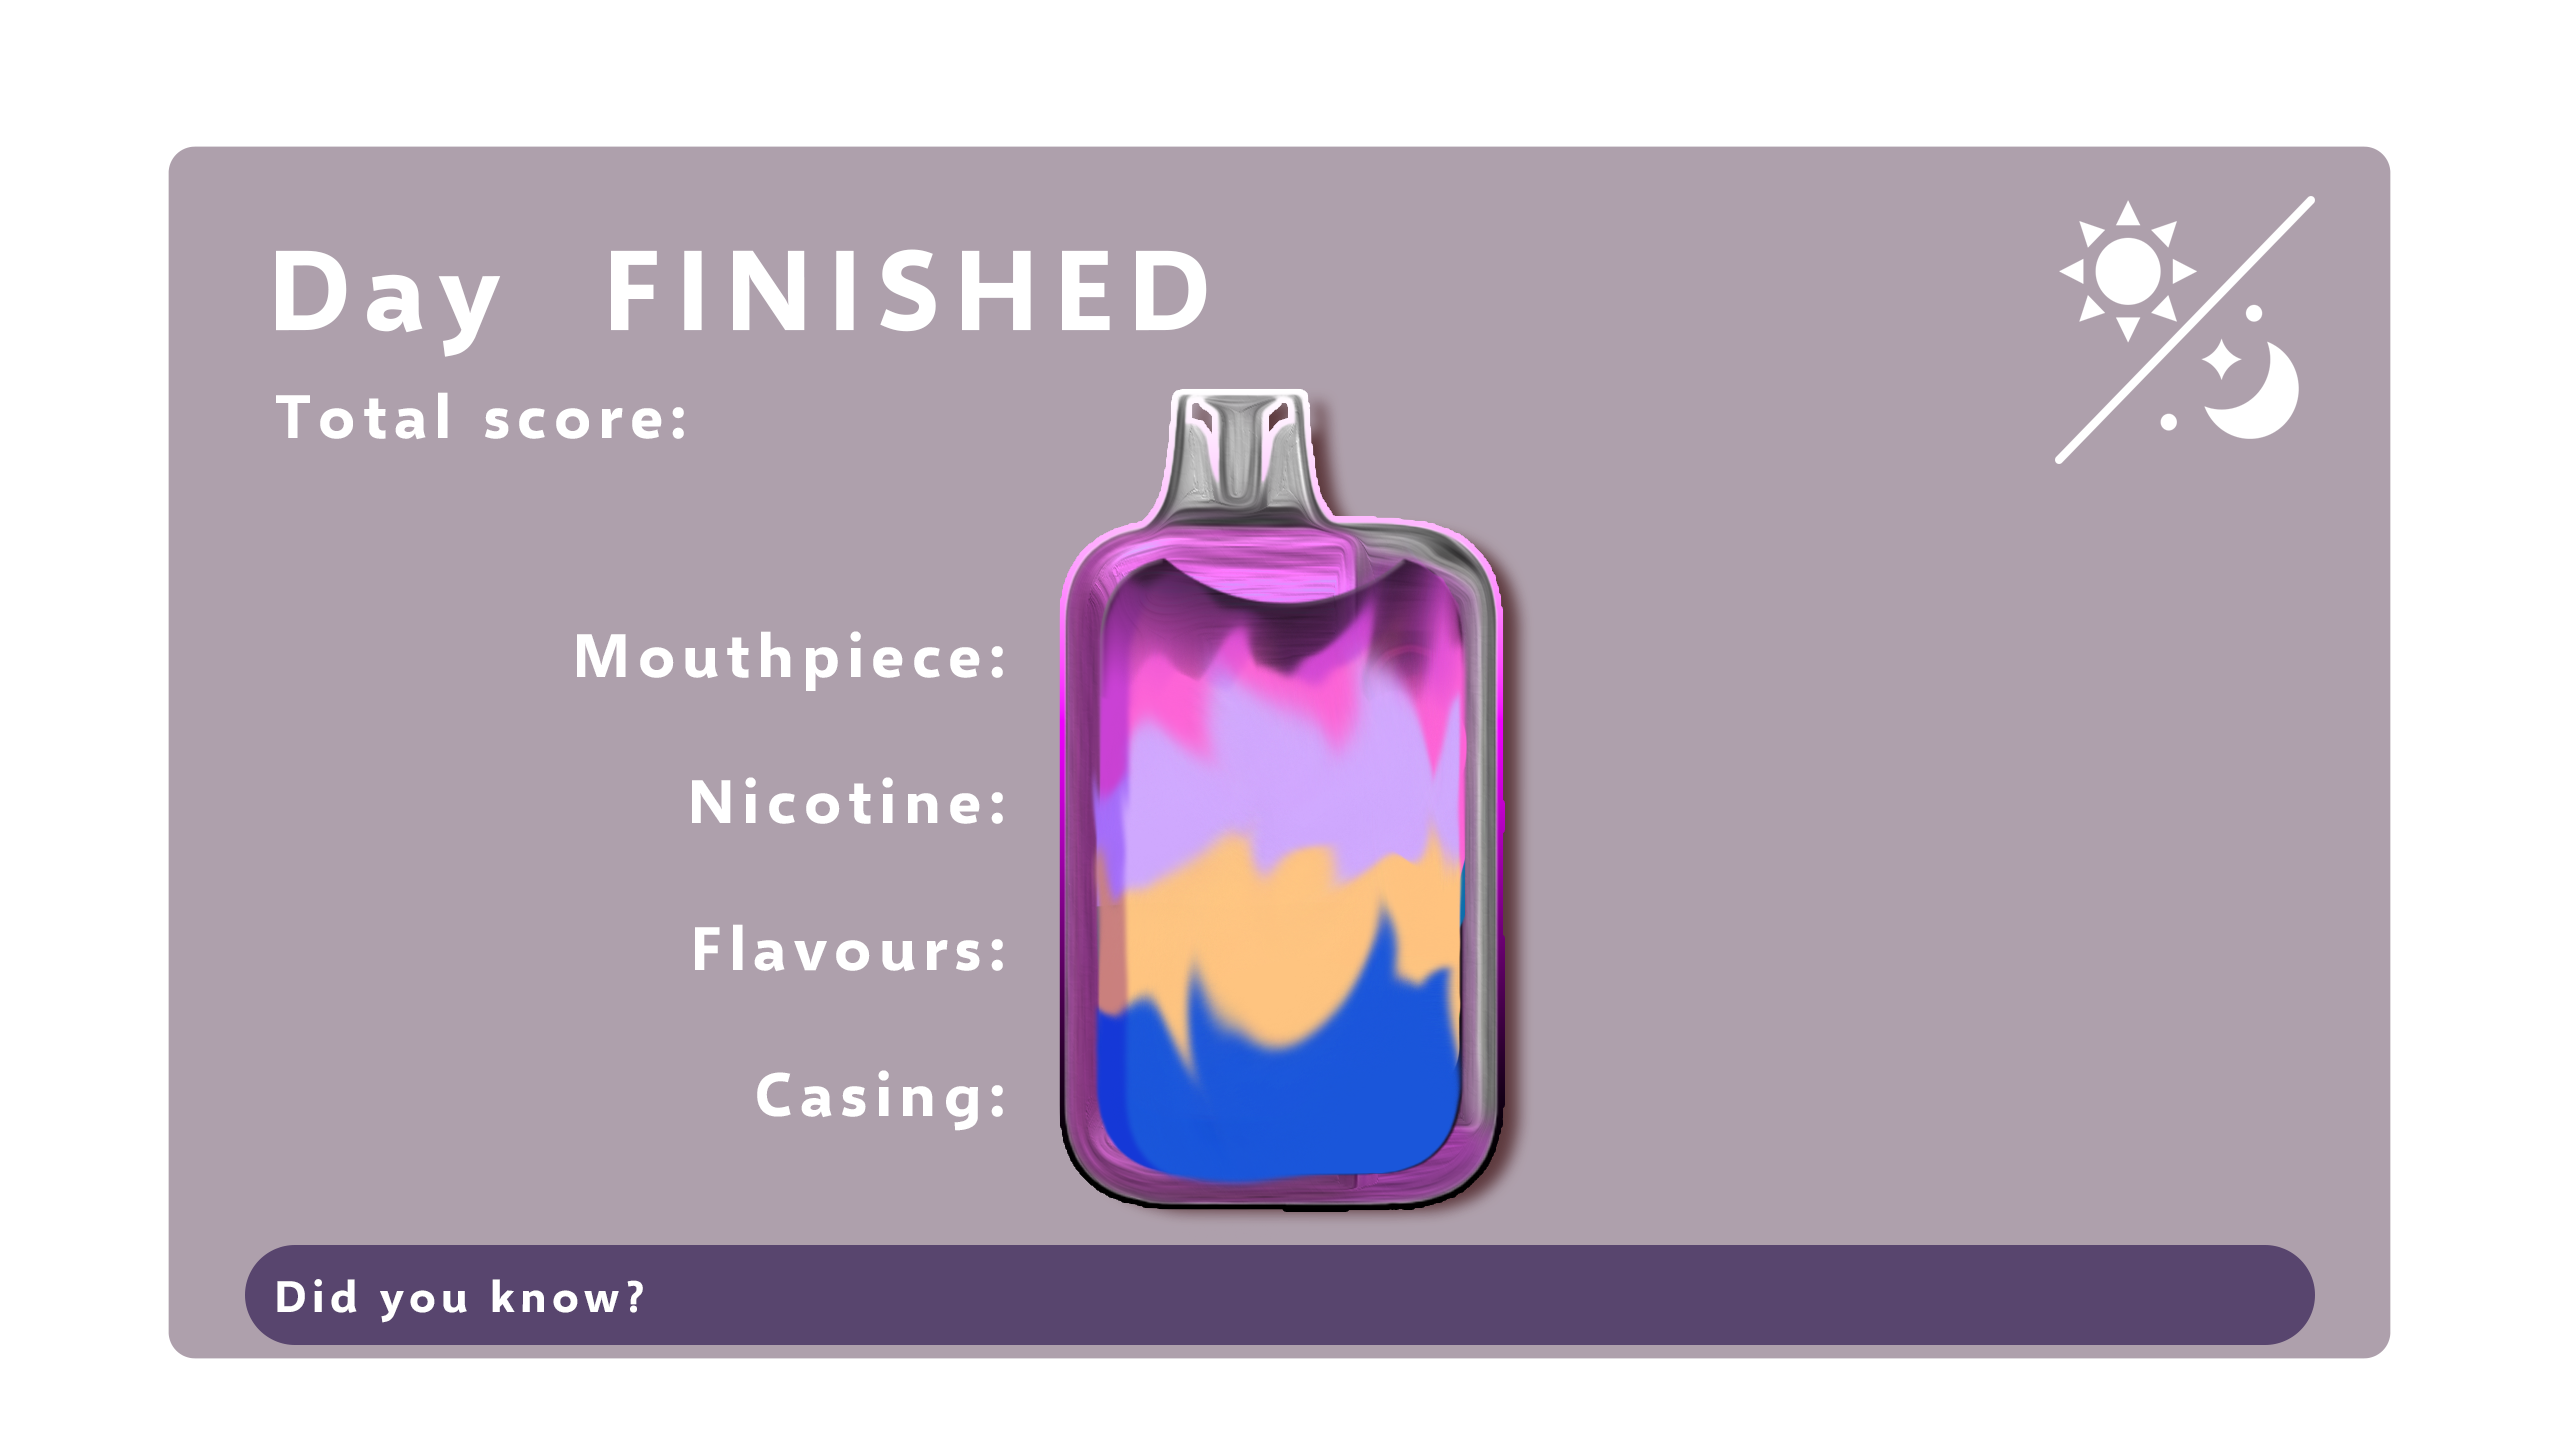 Day FINISHED
Total score:
Mouthpiece:
Nicotine:
Flavours:
Casing:
Did you know?